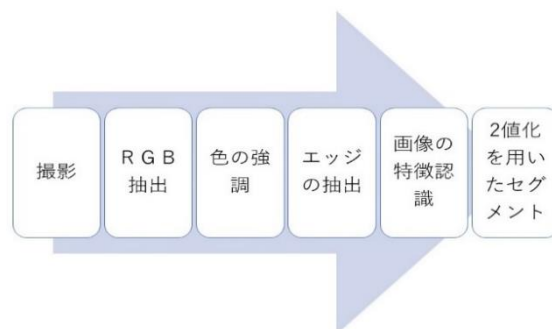 撮影
ＲＧＢ
抽出
色の強
調
エッジ
の抽出
画像の
特徴認
識
2値化
を用い
たセグ
メント